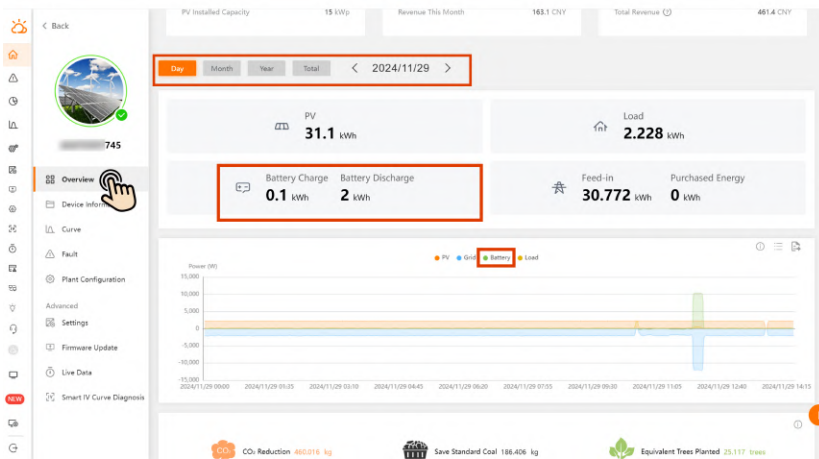 PV Installed Capacity 15 kWp Revenue This Month 163.1 CNY Total Revenue 461.4 CNY
< Back
Day Month Year Total < 2024/11/29 >
PV
31.1 kWh
Load
2.228 kWh
745
Battery Charge Battery Discharge
0.1 kWh 2 kWh
Feed-in Purchased Energy
30.772 kWh 0 kWh
Overview
Device Inform
Curve
Fault
Plant Configuration
Advanced
Settings
Firmware Update
Live Data
Smart IV Curve Diagnosis
NEW
PV Grid Battery Load
Power (W)
15,000
10,000
5,000
0
-5,000
-10,000
-15,000
2024/11/29 00:00 2024/11/29 01:35 2024/11/29 03:10 2024/11/29 04:45 2024/11/29 06:20 2024/11/29 07:55 2024/11/29 09:30 2024/11/29 11:05 2024/11/29 12:40 2024/11/29 14:15
CO₂ CO₂ Reduction 460.016 kg Save Standard Coal 186.406 kg Equivalent Trees Planted 25.117 trees